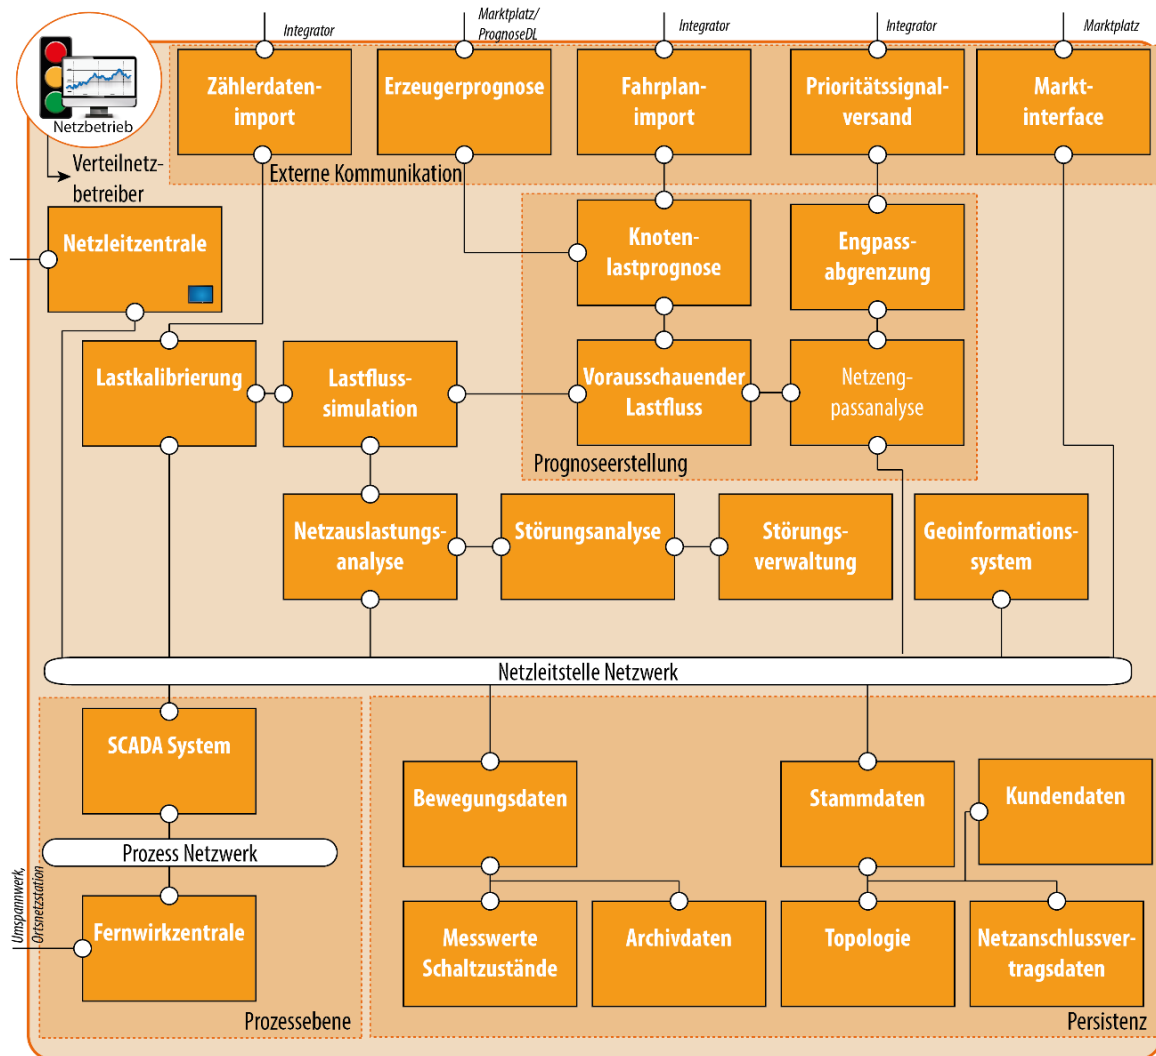 Integrator
Marktplatz/
PrognoseDL
Integrator
Integrator
Marktplatz
Netzbetrieb
Zählerdaten-
import
Erzeugerprognose
Fahrplan-
import
Prioritätssignal-
versand
Markt-
interface
Externe Kommunikation
Verteilnetz-
betreiber
Netzleitzentrale
Knoten-
lastprognose
Engpass-
abgrenzung
Lastkalibrierung
Lastfluss-
simulation
Vorausschauender
Lastfluss
Netzeng-
passanalyse
Prognoseerstellung
Netzauslastungs-
analyse
Störungsanalyse
Störungs-
verwaltung
Geoinformations-
system
Netzleitstelle Netzwerk
SCADA System
Prozess Netzwerk
Umspannwerk,
Ortsnetzstation
Fernwirkzentrale
Prozessebene
Bewegungsdaten
Stammdaten
Kundendaten
Messwerte
Schaltzustände
Archivdaten
Topologie
Netzanschlussver-
tragsdaten
Persistenz